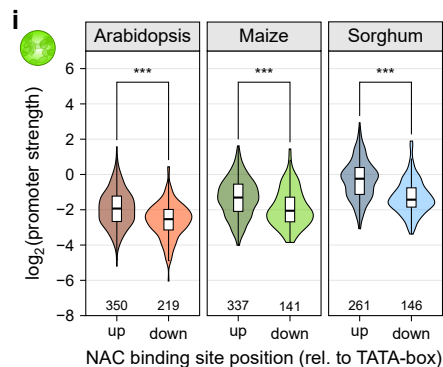 i
Arabidopsis Maize Sorghum
*** *** ***
log2(promoter strength)
6
4
2
0
−2
−4
−6
−8
350 219 337 141 261 146
up down up down up down
NAC binding site position (rel. to TATA-box)